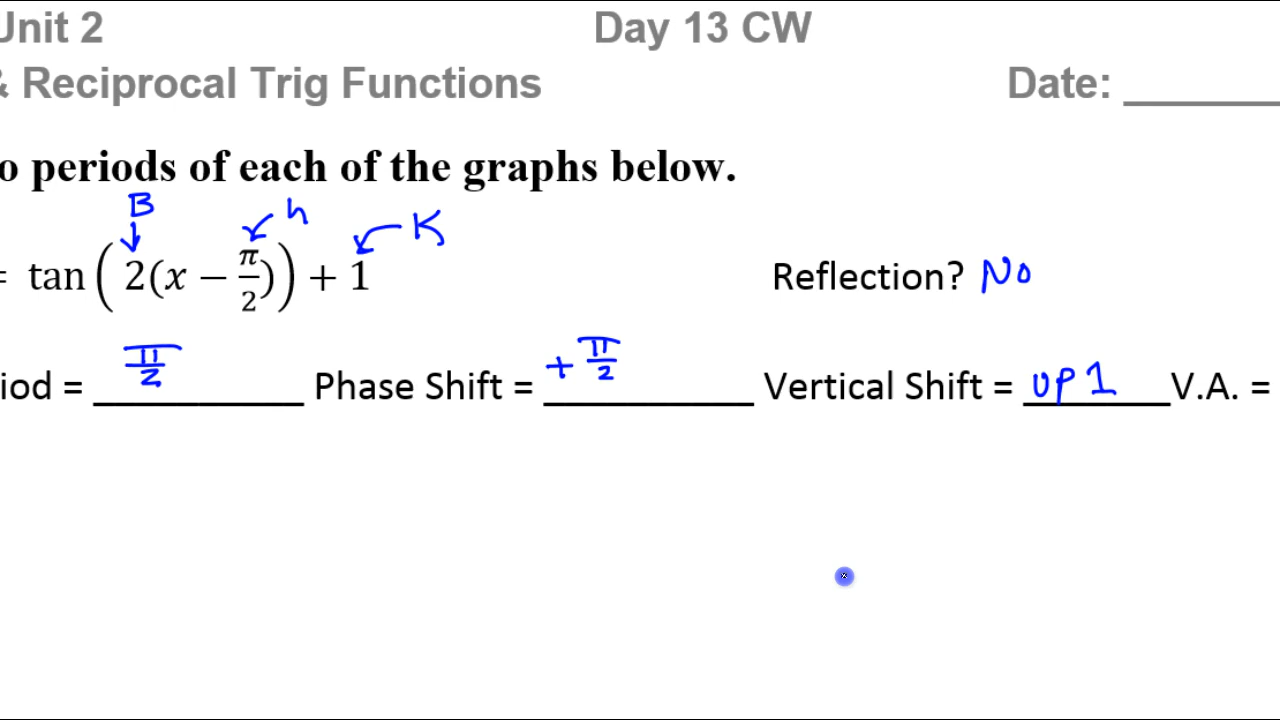 Unit 2 Day 13 CW
& Reciprocal Trig Functions Date: ________
o periods of each of the graphs below.
B h K
= tan(2(x − π/2)) + 1 Reflection? No
iod = π/2 Phase Shift = + π/2 Vertical Shift = up 1 V.A. =